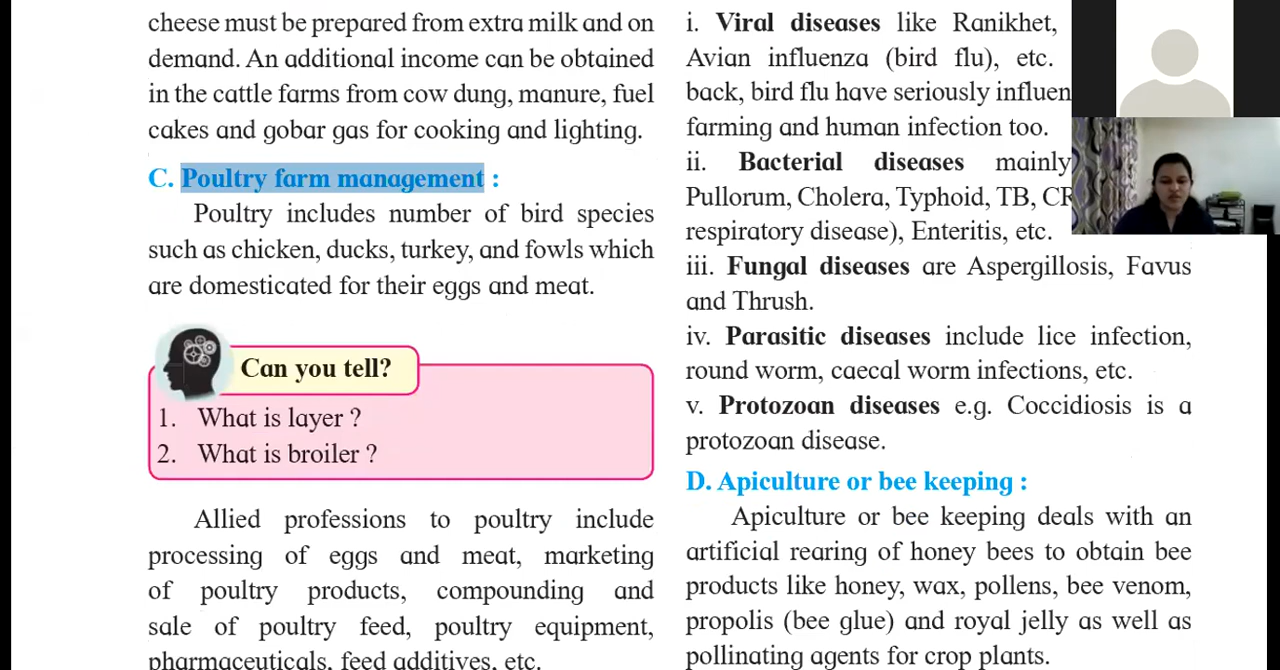 cheese must be prepared from extra milk and on
demand. An additional income can be obtained
in the cattle farms from cow dung, manure, fuel
cakes and gobar gas for cooking and lighting.
C. Poultry farm management :
Poultry includes number of bird species
such as chicken, ducks, turkey, and fowls which
are domesticated for their eggs and meat.
Can you tell?
1. What is layer ?
2. What is broiler ?
Allied professions to poultry include
processing of eggs and meat, marketing
of poultry products, compounding and
sale of poultry feed, poultry equipment,
pharmaceuticals, feed additives, etc.
i. Viral diseases like Ranikhet,
Avian influenza (bird flu), etc.
back, bird flu have seriously influen
farming and human infection too.
ii. Bacterial diseases mainly
Pullorum, Cholera, Typhoid, TB, CR
respiratory disease), Enteritis, etc.
iii. Fungal diseases are Aspergillosis, Favus
and Thrush.
iv. Parasitic diseases include lice infection,
round worm, caecal worm infections, etc.
v. Protozoan diseases e.g. Coccidiosis is a
protozoan disease.
D. Apiculture or bee keeping :
Apiculture or bee keeping deals with an
artificial rearing of honey bees to obtain bee
products like honey, wax, pollens, bee venom,
propolis (bee glue) and royal jelly as well as
pollinating agents for crop plants.